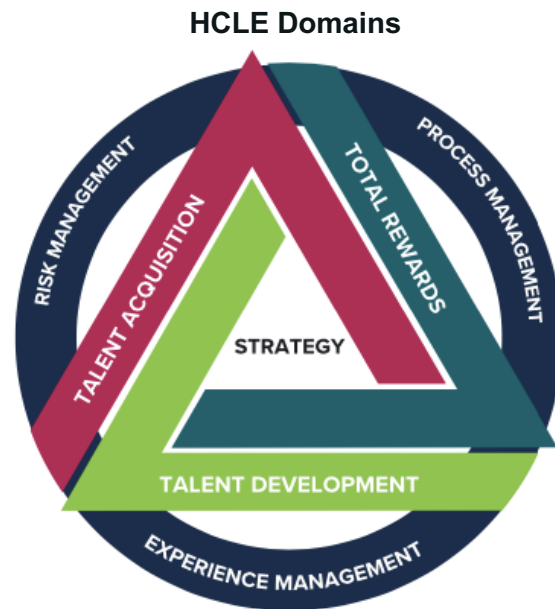 HCLE Domains
RISK MANAGEMENT
PROCESS MANAGEMENT
TALENT ACQUISITION
TOTAL REWARDS
STRATEGY
TALENT DEVELOPMENT
EXPERIENCE MANAGEMENT